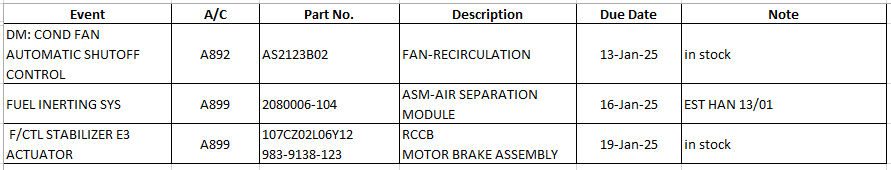 Event A/C Part No. Description Due Date Note
DM: COND FAN
AUTOMATIC SHUTOFF
CONTROL
A892 AS2123B02 FAN-RECIRCULATION 13-Jan-25 in stock
FUEL INERTING SYS A899 2080006-104 ASM-AIR SEPARATION
MODULE
16-Jan-25 EST HAN 13/01
F/CTL STABILIZER E3
ACTUATOR
A899
107CZ02L06Y12
983-9138-123
RCCB
MOTOR BRAKE ASSEMBLY
19-Jan-25 in stock